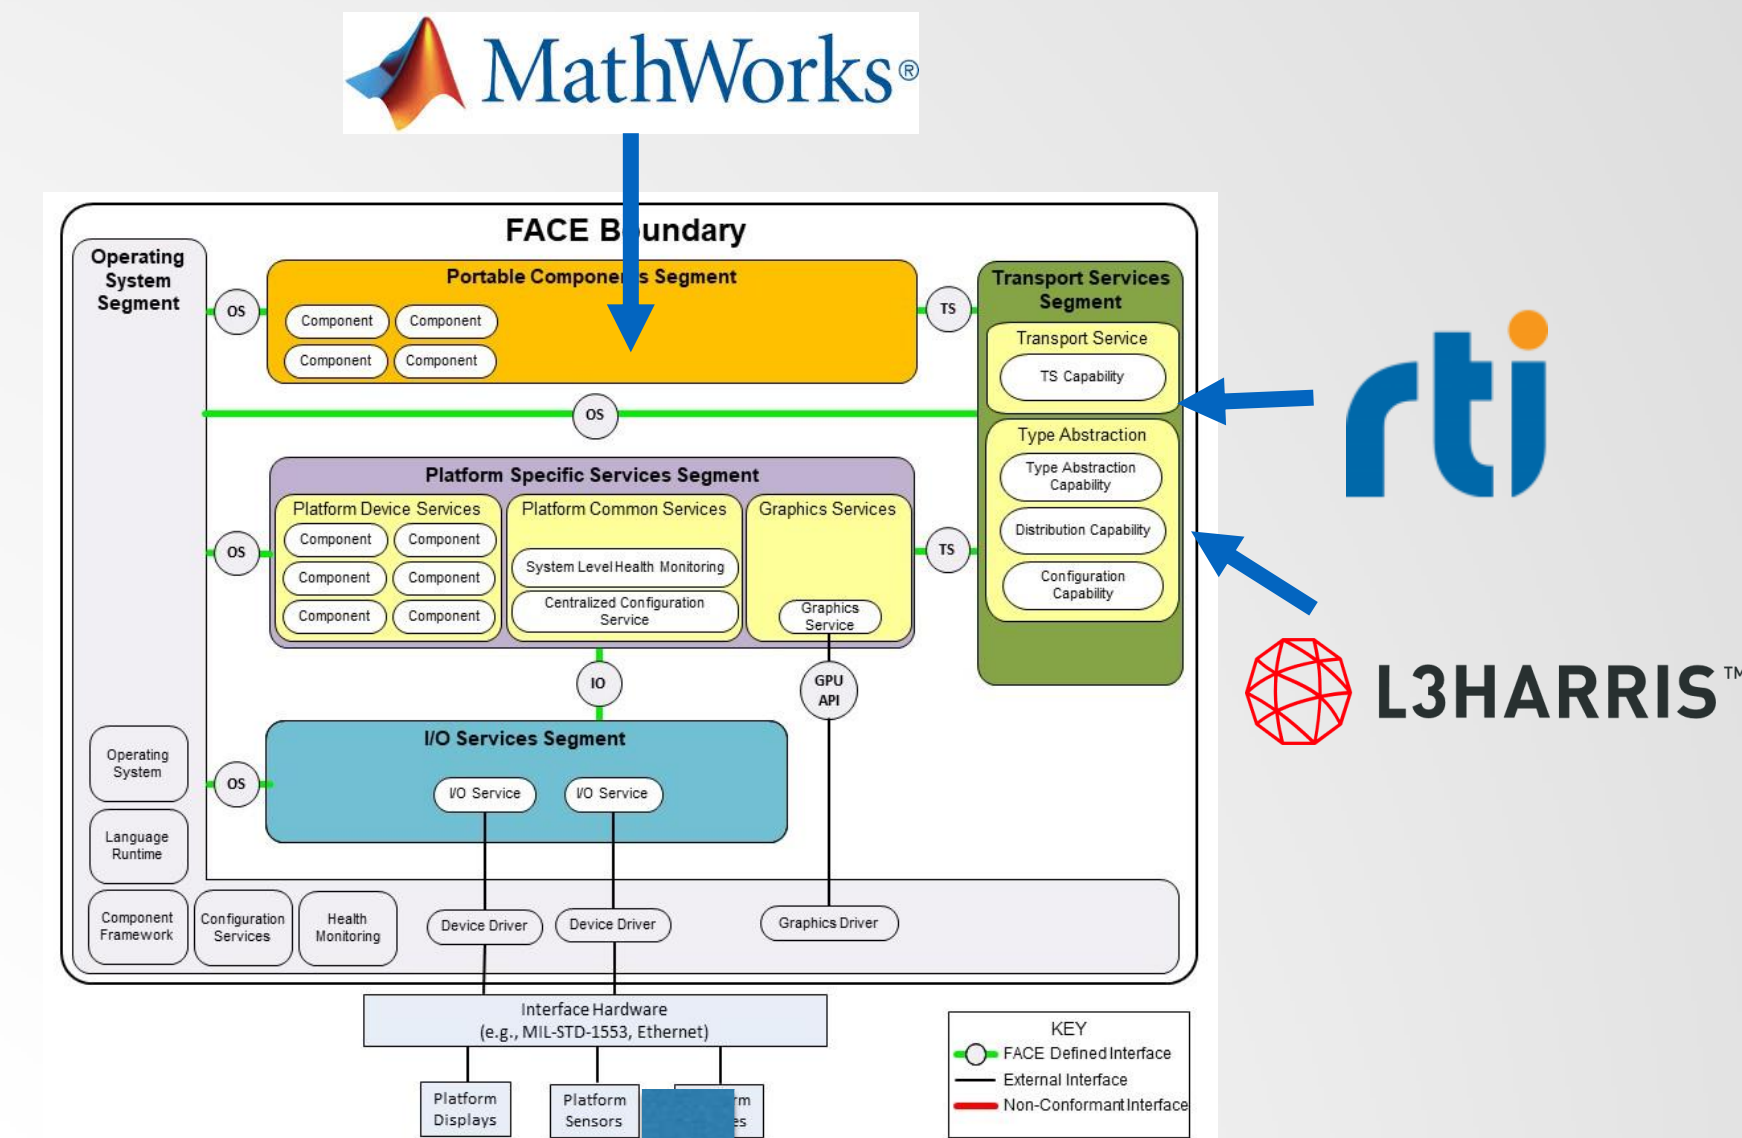 MathWorks®
FACE B undary
Operating
System
Segment
Portable Components Segment
OS
Component
Component
Component
Component
TS
Transport Services
Segment
Transport Service
TS Capability
OS
Type Abstraction
Type Abstraction
Capability
Distribution Capability
Configuration
Capability
Platform Specific Services Segment
OS
Platform Device Services
Component
Component
Component
Component
Component
Component
Platform Common Services
System Level Health Monitoring
Centralized Configuration
Service
Graphics Services
Graphics
Service
TS
IO
GPU
API
rti
L3HARRIS™
I/O Services Segment
OS
I/O Service
I/O Service
Operating
System
Language
Runtime
Component
Framework
Configuration
Services
Health
Monitoring
Device Driver
Device Driver
Graphics Driver
Interface Hardware
(e.g., MIL-STD-1553, Ethernet)
Platform
Displays
Platform
Sensors
rm
es
KEY
FACE Defined Interface
External Interface
Non-Conformant Interface